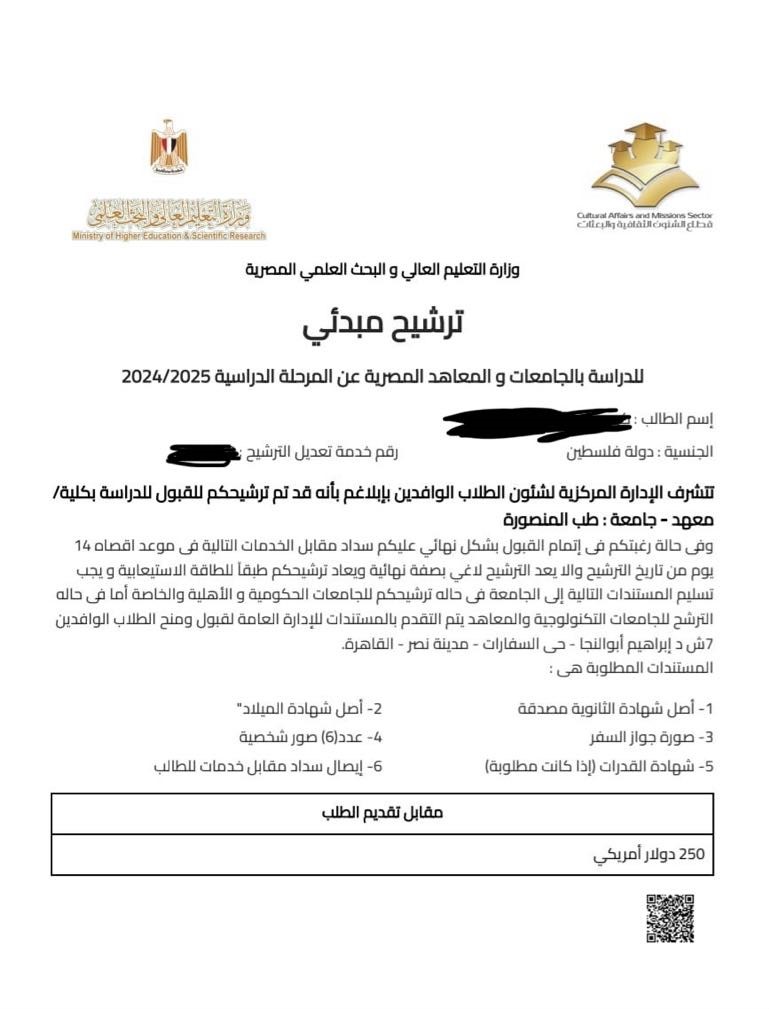 وزارة التعليم العالي والبحث العلمي
Ministry of Higher Education & Scientific Research
Cultural Affairs and Missions Sector
قطاع الشئون الثقافية والبعثات
وزارة التعليم العالي و البحث العلمي المصرية
ترشيح مبدئي
للدراسة بالجامعات و المعاهد المصرية عن المرحلة الدراسية 2024/2025
إسم الطالب :
الجنسية : دولة فلسطين
رقم خدمة تعديل الترشيح :
تتشرف الإدارة المركزية لشئون الطلاب الوافدين بإبلاغم بأنه قد تم ترشيحكم للقبول للدراسة بكلية/
معهد - جامعة : طب المنصورة
وفى حالة رغبتكم فى إتمام القبول بشكل نهائي عليكم سداد مقابل الخدمات التالية فى موعد اقصاه 14
يوم من تاريخ الترشيح والا يعد الترشيح لاغي بصفة نهائية ويعاد ترشيحكم طبقاً للطاقة الاستيعابية و يجب
تسليم المستندات التالية إلى الجامعة فى حاله ترشيحكم للجامعات الحكومية و الأهلية والخاصة أما فى حاله
الترشح للجامعات التكنولوجية والمعاهد يتم التقدم بالمستندات للإدارة العامة لقبول ومنح الطلاب الوافدين
7ش د إبراهيم أبوالنجا - حى السفارات - مدينة نصر - القاهرة.
المستندات المطلوبة هى :
1- أصل شهادة الثانوية مصدقة
2- أصل شهادة الميلاد"
3- صورة جواز السفر
4- عدد(6) صور شخصية
5- شهادة القدرات (إذا كانت مطلوبة)
6- إيصال سداد مقابل خدمات للطالب
مقابل تقديم الطلب
250 دولار أمريكي